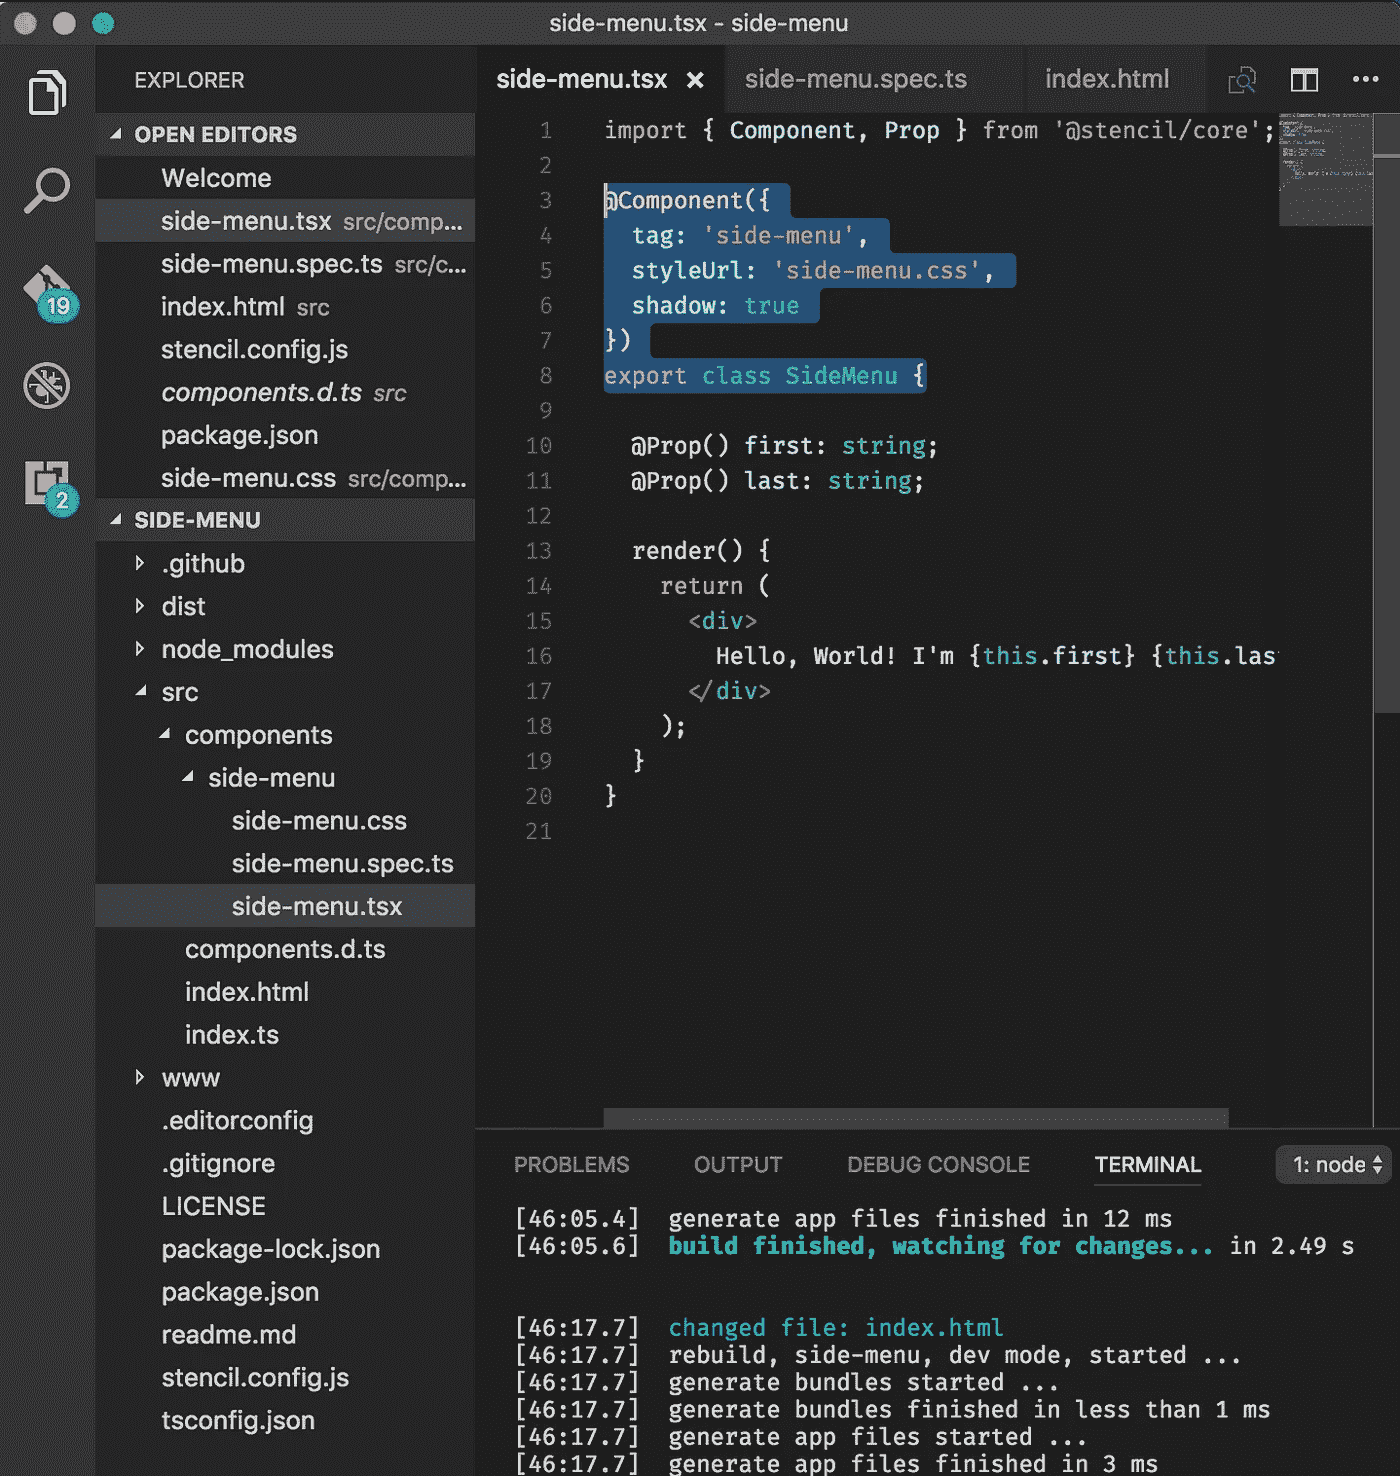 side-menu.tsx - side-menu
EXPLORER
OPEN EDITORS
Welcome
side-menu.tsx src/comp...
side-menu.spec.ts src/c...
index.html src
stencil.config.js
components.d.ts src
package.json
side-menu.css src/comp...
SIDE-MENU
.github
dist
node_modules
src
components
side-menu
side-menu.css
side-menu.spec.ts
side-menu.tsx
components.d.ts
index.html
index.ts
www
.editorconfig
.gitignore
LICENSE
package-lock.json
package.json
readme.md
stencil.config.js
tsconfig.json
19
2
side-menu.tsx × side-menu.spec.ts index.html ...
1 import { Component, Prop } from '@stencil/core';
2
3 @Component({
4 tag: 'side-menu',
5 styleUrl: 'side-menu.css',
6 shadow: true
7 })
8 export class SideMenu {
9
10 @Prop() first: string;
11 @Prop() last: string;
12
13 render() {
14 return (
15 <div>
16 Hello, World! I'm {this.first} {this.las
17 </div>
18 );
19 }
20 }
21
PROBLEMS OUTPUT DEBUG CONSOLE TERMINAL 1: node
[46:05.4] generate app files finished in 12 ms
[46:05.6] build finished, watching for changes... in 2.49 s
[46:17.7] changed file: index.html
[46:17.7] rebuild, side-menu, dev mode, started ...
[46:17.7] generate bundles started ...
[46:17.7] generate bundles finished in less than 1 ms
[46:17.7] generate app files started ...
[46:17.7] generate app files finished in 3 ms